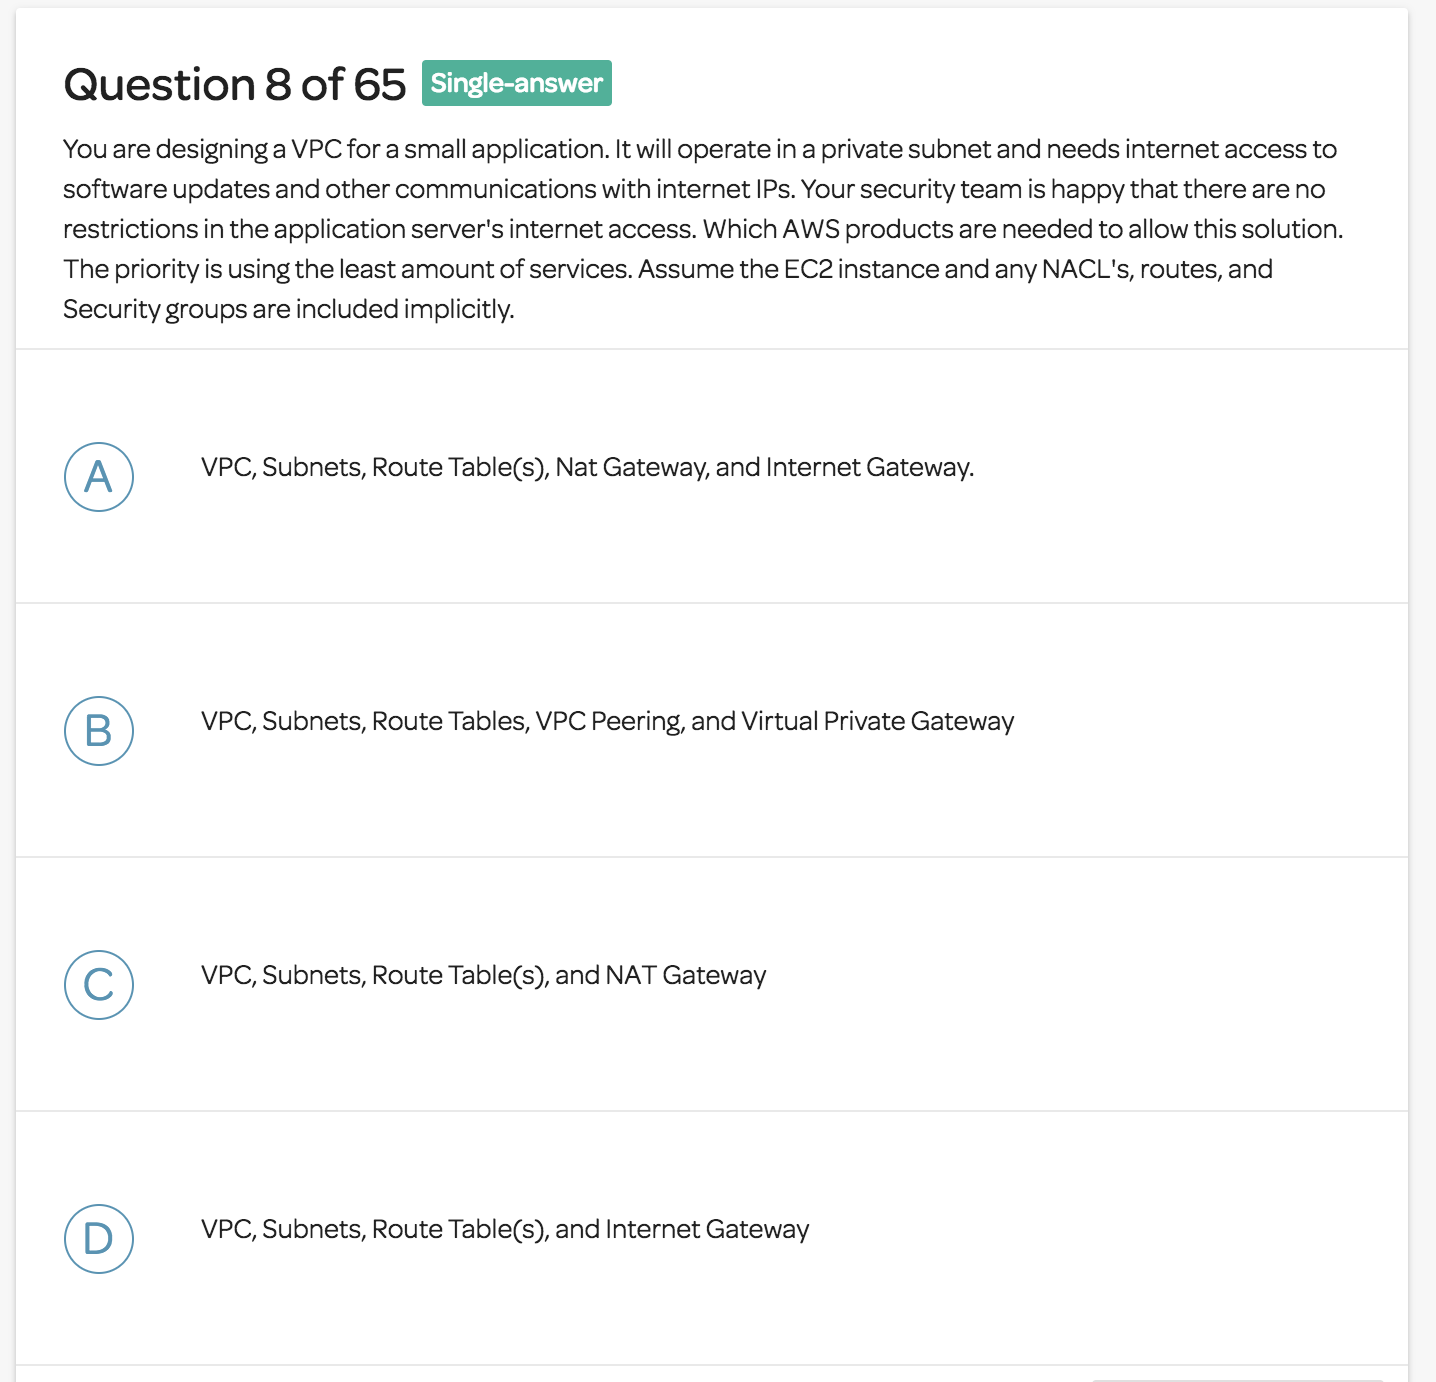 Question 8 of 65 Single-answer
You are designing a VPC for a small application. It will operate in a private subnet and needs internet access to
software updates and other communications with internet IPs. Your security team is happy that there are no
restrictions in the application server's internet access. Which AWS products are needed to allow this solution.
The priority is using the least amount of services. Assume the EC2 instance and any NACL's, routes, and
Security groups are included implicitly.
A VPC, Subnets, Route Table(s), Nat Gateway, and Internet Gateway.
B VPC, Subnets, Route Tables, VPC Peering, and Virtual Private Gateway
C VPC, Subnets, Route Table(s), and NAT Gateway
D VPC, Subnets, Route Table(s), and Internet Gateway